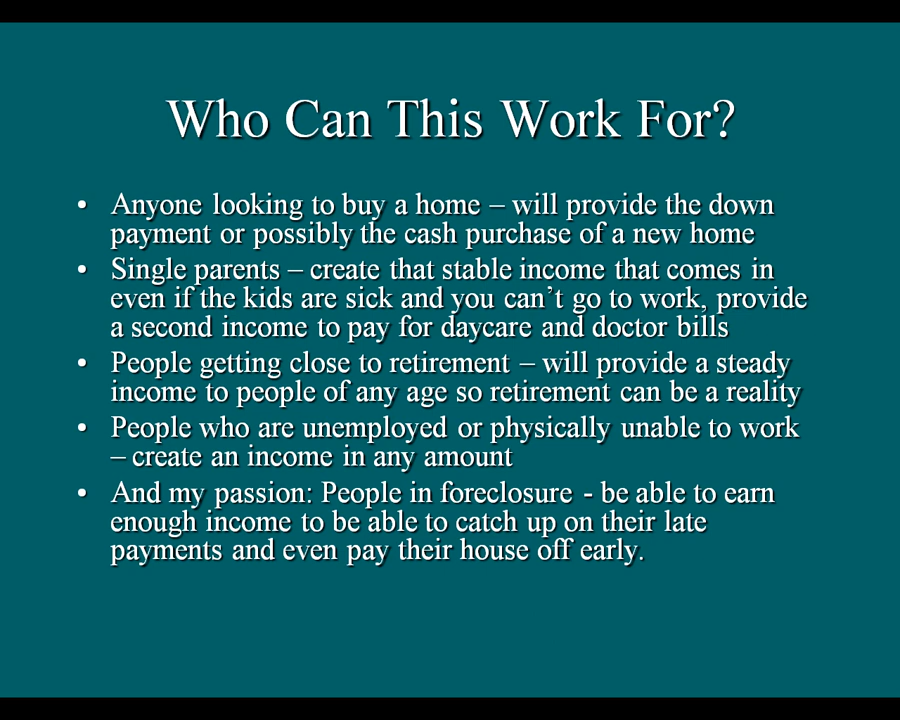 Who Can This Work For?
• Anyone looking to buy a home – will provide the down
payment or possibly the cash purchase of a new home
• Single parents – create that stable income that comes in
even if the kids are sick and you can’t go to work, provide
a second income to pay for daycare and doctor bills
• People getting close to retirement – will provide a steady
income to people of any age so retirement can be a reality
• People who are unemployed or physically unable to work
– create an income in any amount
• And my passion: People in foreclosure - be able to earn
enough income to be able to catch up on their late
payments and even pay their house off early.